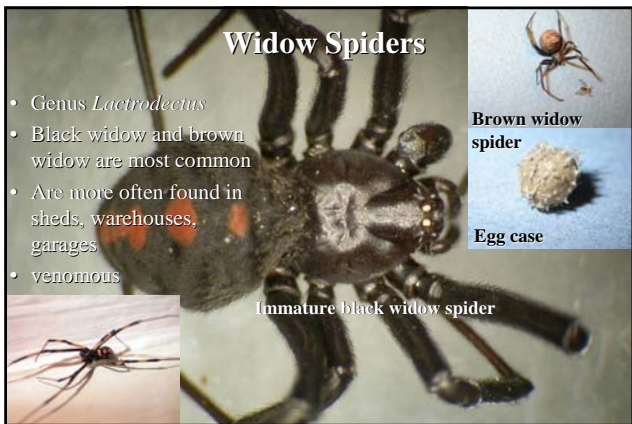 Widow Spiders
• Genus Lactrodectus
• Black widow and brown
widow are most common
• Are more often found in
sheds, warehouses,
garages
• venomous
Brown widow
spider
Egg case
Immature black widow spider